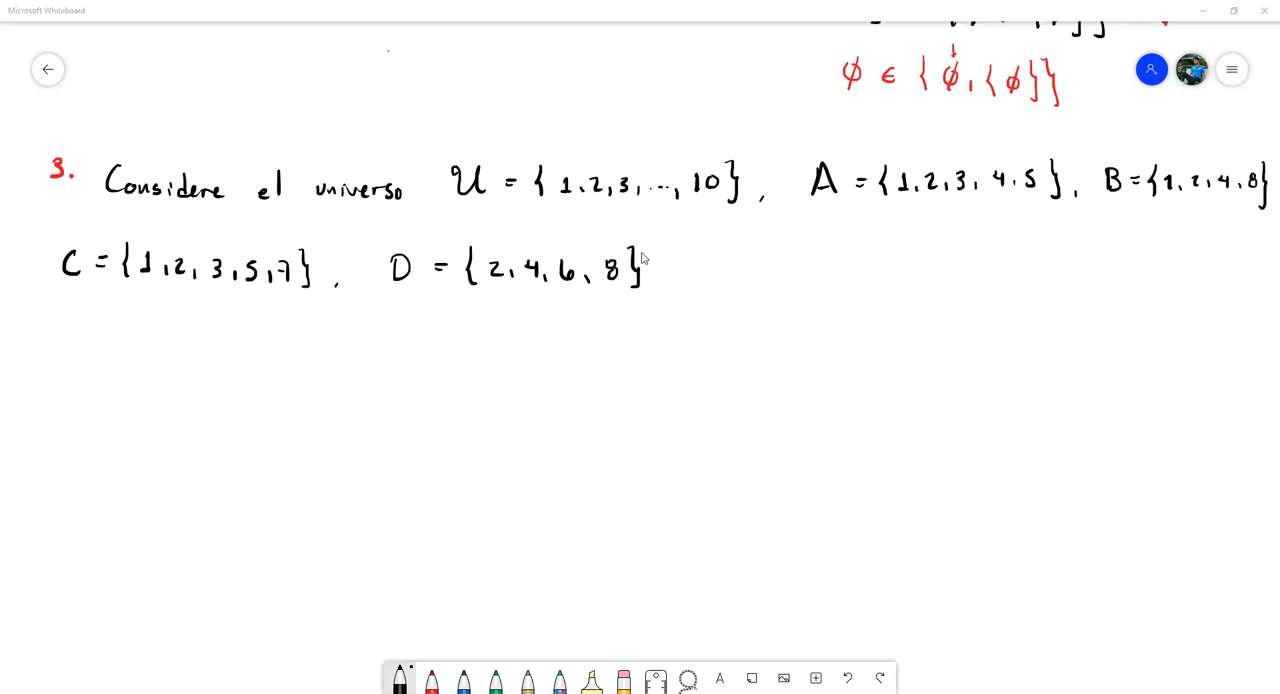 Microsoft Whiteboard
∅ ∈ {∅, {∅}}
3. Considere el universo U = {1, 2, 3, ..., 10}, A = {1, 2, 3, 4, 5}, B = {1, 2, 4, 8}
C = {1, 2, 3, 5, 7}, D = {2, 4, 6, 8}